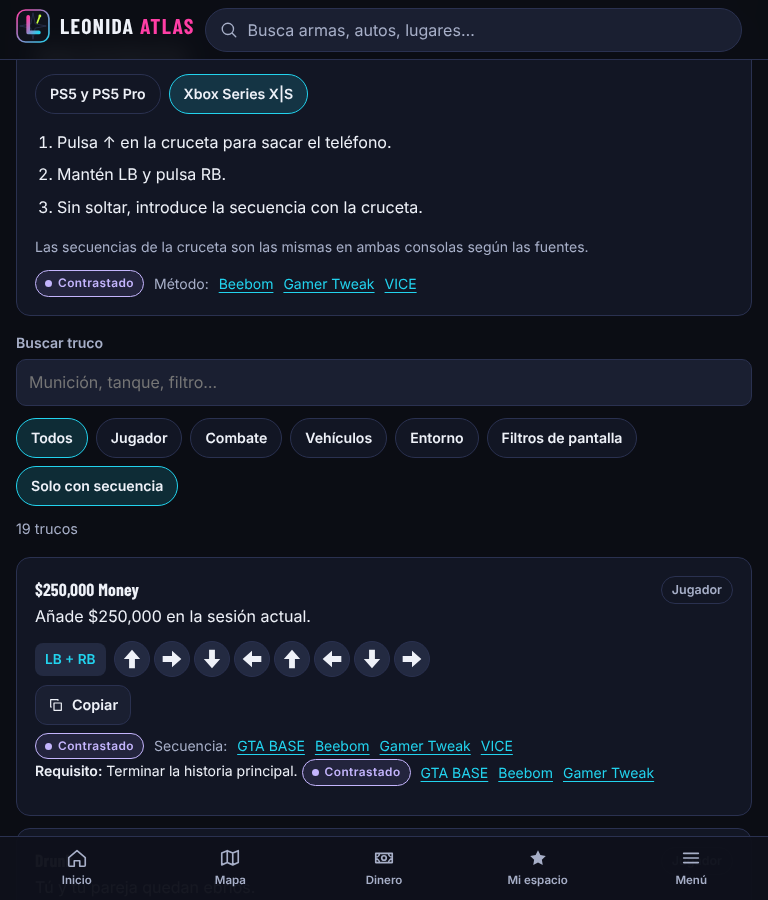 LEONIDA ATLAS
Busca armas, autos, lugares...
PS5 y PS5 Pro
Xbox Series X|S
1. Pulsa ↑ en la cruceta para sacar el teléfono.
2. Mantén LB y pulsa RB.
3. Sin soltar, introduce la secuencia con la cruceta.
Las secuencias de la cruceta son las mismas en ambas consolas según las fuentes.
Contrastado Método: Beebom Gamer Tweak VICE
Buscar truco
Munición, tanque, filtro...
Todos Jugador Combate Vehículos Entorno Filtros de pantalla
Solo con secuencia
19 trucos
$250,000 Money
Jugador
Añade $250,000 en la sesión actual.
LB + RB ↑ → ↓ ← ↑ ← ↓ →
Copiar
Contrastado Secuencia: GTA BASE Beebom Gamer Tweak VICE
Requisito: Terminar la historia principal. Contrastado GTA BASE Beebom Gamer Tweak
Tú y tu pareja quedan ebrios.
Inicio Mapa Dinero Mi espacio Menú